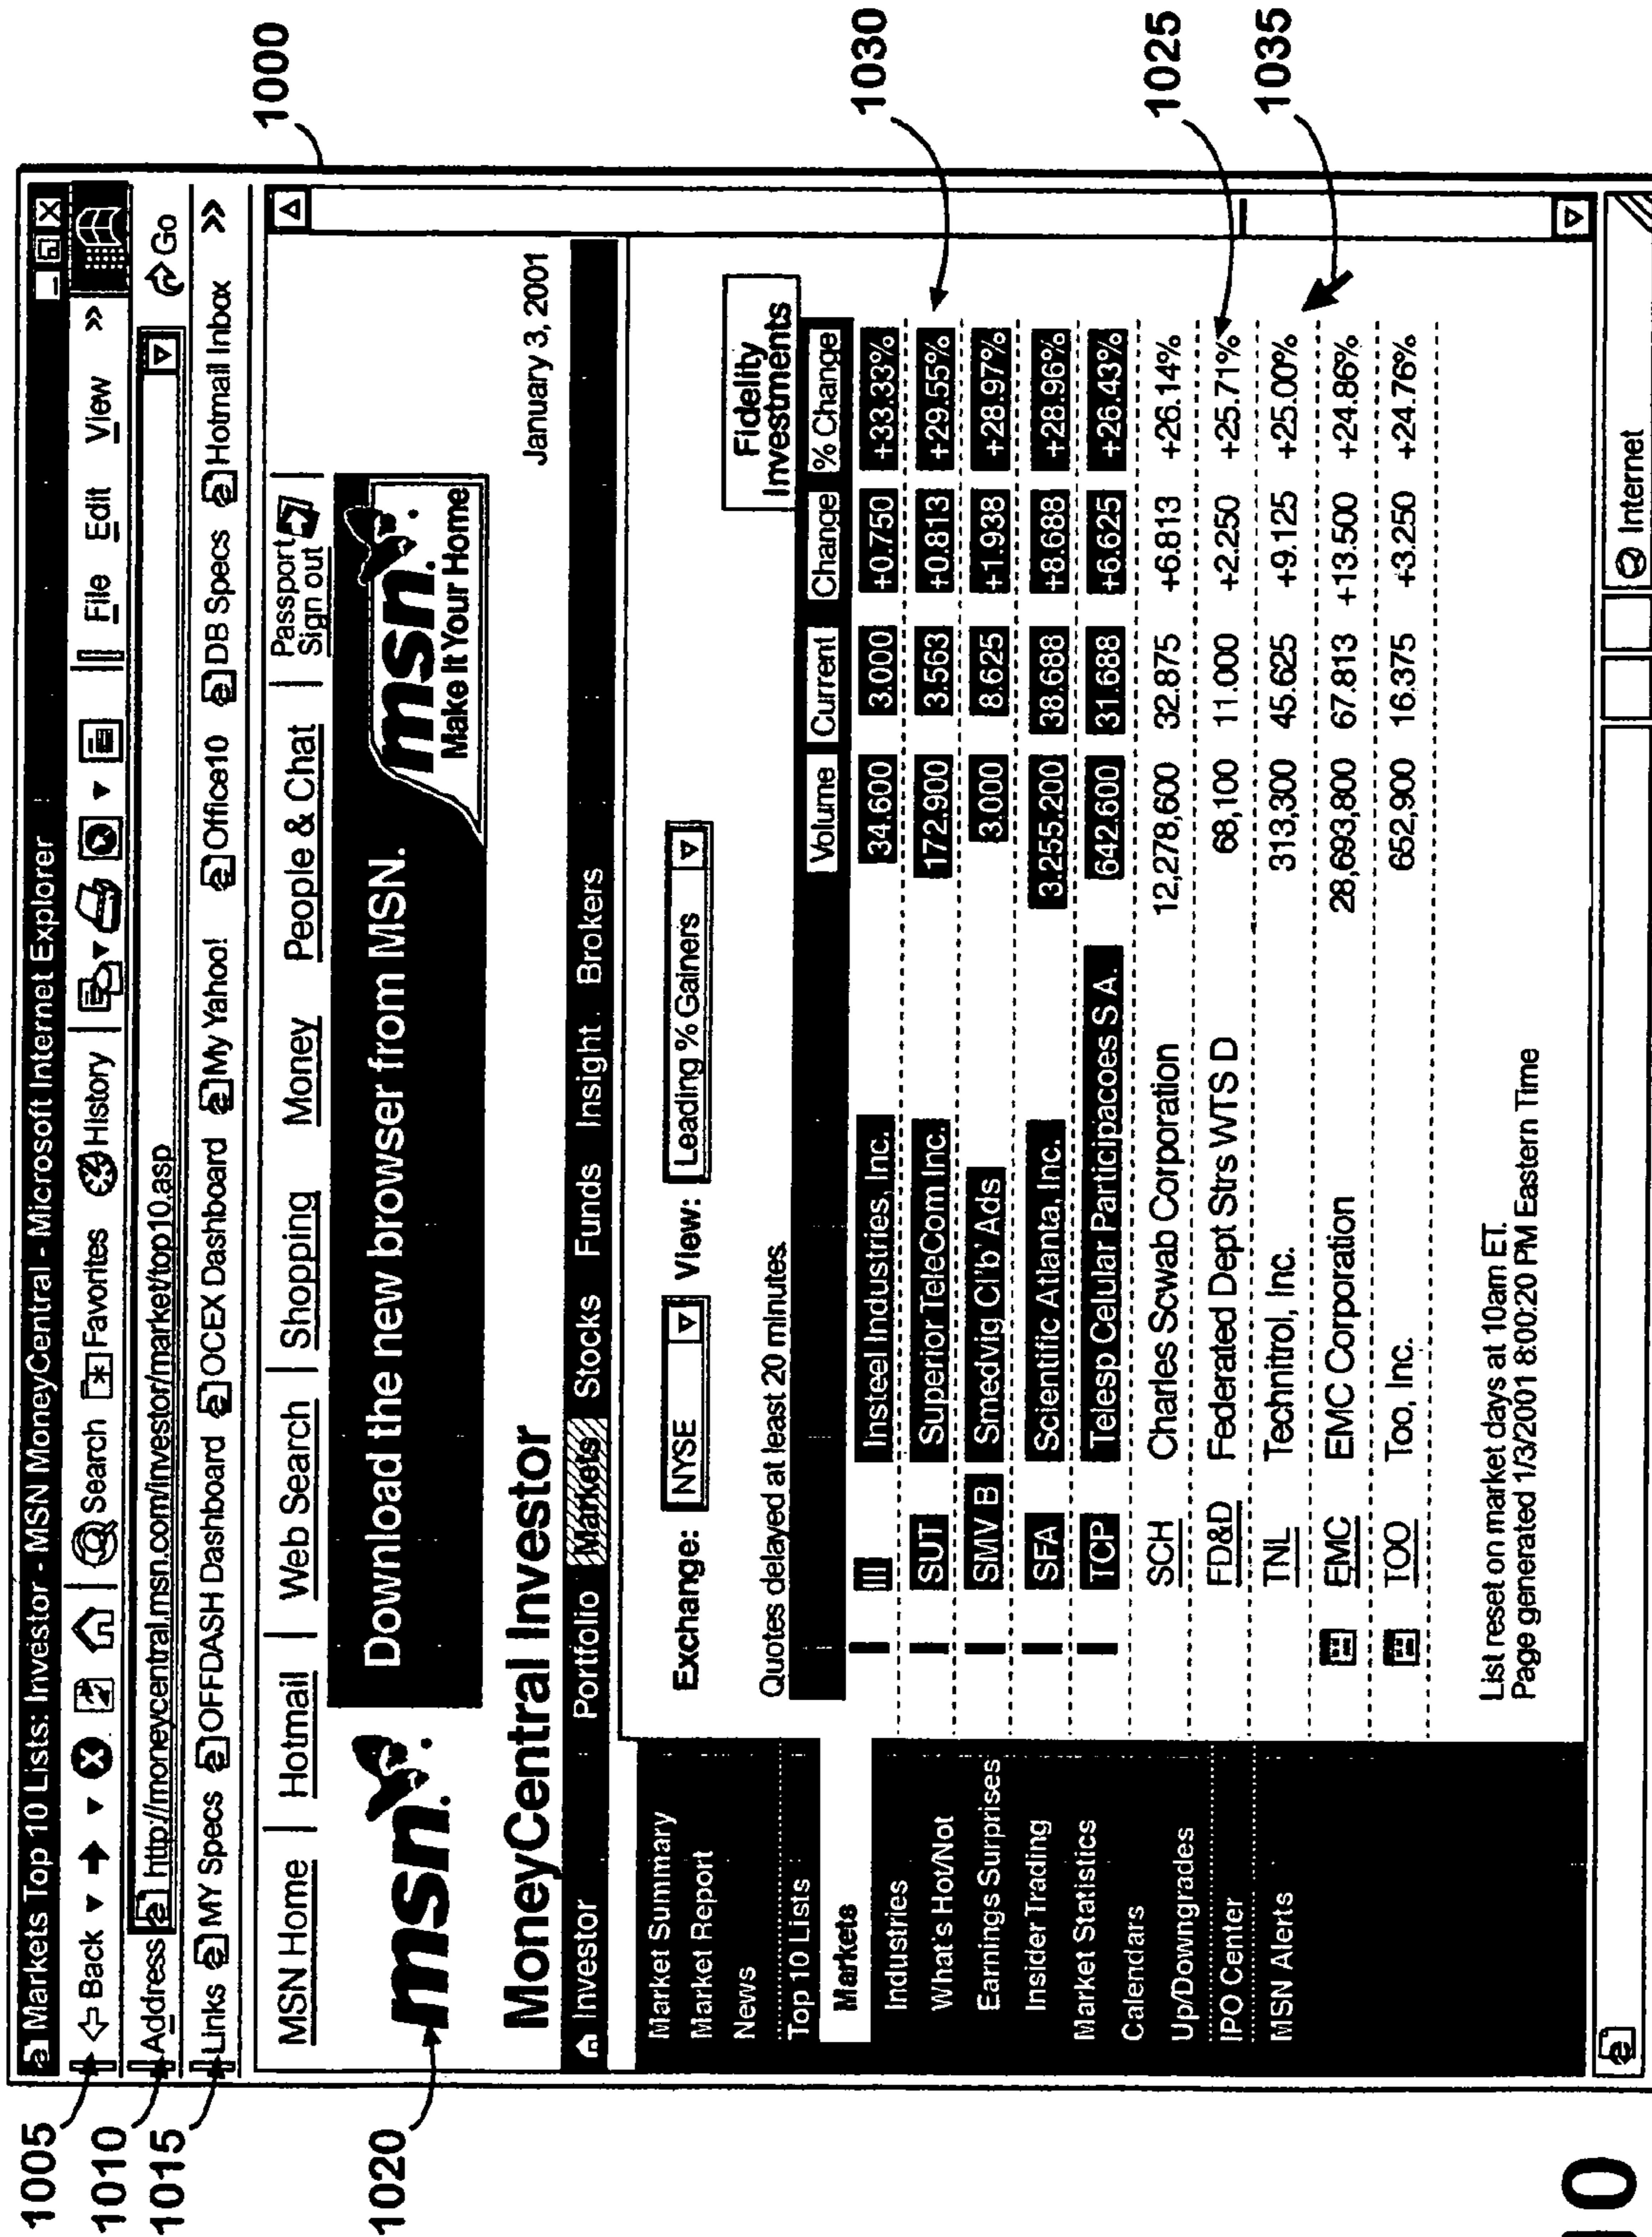 1000
1005
Markets Top 10 Lists: Investor - MSN MoneyCentral - Microsoft Internet Explorer
Back Search Favorites History File Edit View »
1010
Address http://moneycentral.msn.com/investor/market/top10.asp Go
1015
Links MY Specs OFFDASH Dashboard OCEX Dashboard My Yahoo! Office10 DB Specs Hotmail Inbox »
MSN Home | Hotmail | Web Search | Shopping Money People & Chat | Passport Sign out
1020
msn.
Download the new browser from MSN.
msn.
Make It Your Home
MoneyCentral Investor January 3, 2001
Investor Portfolio Markets Stocks Funds Insight Brokers
Market Summary
Market Report
News
Top 10 Lists
Markets
Industries
What's Hot/Not
Earnings Surprises
Insider Trading
Market Statistics
Calendars
Up/Downgrades
IPO Center
MSN Alerts
Exchange: NYSE View: Leading % Gainers
Fidelity
Investments
Quotes delayed at least 20 minutes.
Volume Current Change % Change
III Insteel Industries, Inc. 34.600 3.000 +0.750 +33.33%
SUT Superior TeleCom Inc. 172,900 3.563 +0.813 +29.55%
1030
SMV B Smedvig Cl'b' Ads 3.000 8.625 +1.938 +28.97%
SFA Scientific Atlanta, Inc. 3.255.200 38.688 +8.688 +28.96%
TCP Telesp Celular Participacoes S A. 642.600 31.688 +6.625 +26.43%
SCH Charles Scwab Corporation 12,278,600 32.875 +6.813 +26.14%
FD&D Federated Dept Strs WTS D 68,100 11.000 +2.250 +25.71%
1025
TNL Technitrol, Inc. 313,300 45.625 +9.125 +25.00%
1035
EMC EMC Corporation 28,693,800 67.813 +13.500 +24.86%
TOO Too, Inc. 652,900 16.375 +3.250 +24.76%
List reset on market days at 10am ET.
Page generated 1/3/2001 8:00:20 PM Eastern Time
Internet
10